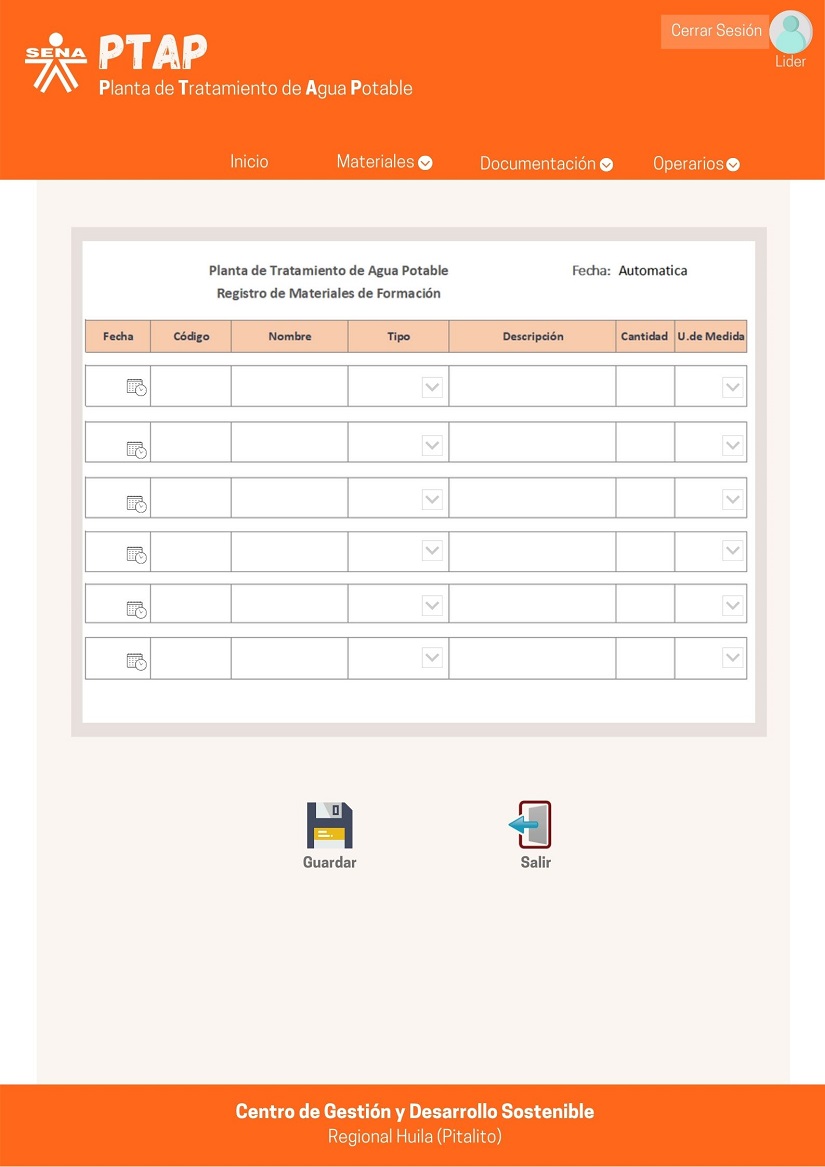 SENA
PTAP
Planta de Tratamiento de Agua Potable
Cerrar Sesión
Lider
Inicio
Materiales
Documentación
Operarios
Planta de Tratamiento de Agua Potable
Fecha: Automatica
Registro de Materiales de Formación
Fecha Código Nombre Tipo Descripción Cantidad U.de Medida
Guardar
Salir
Centro de Gestión y Desarrollo Sostenible
Regional Huila (Pitalito)